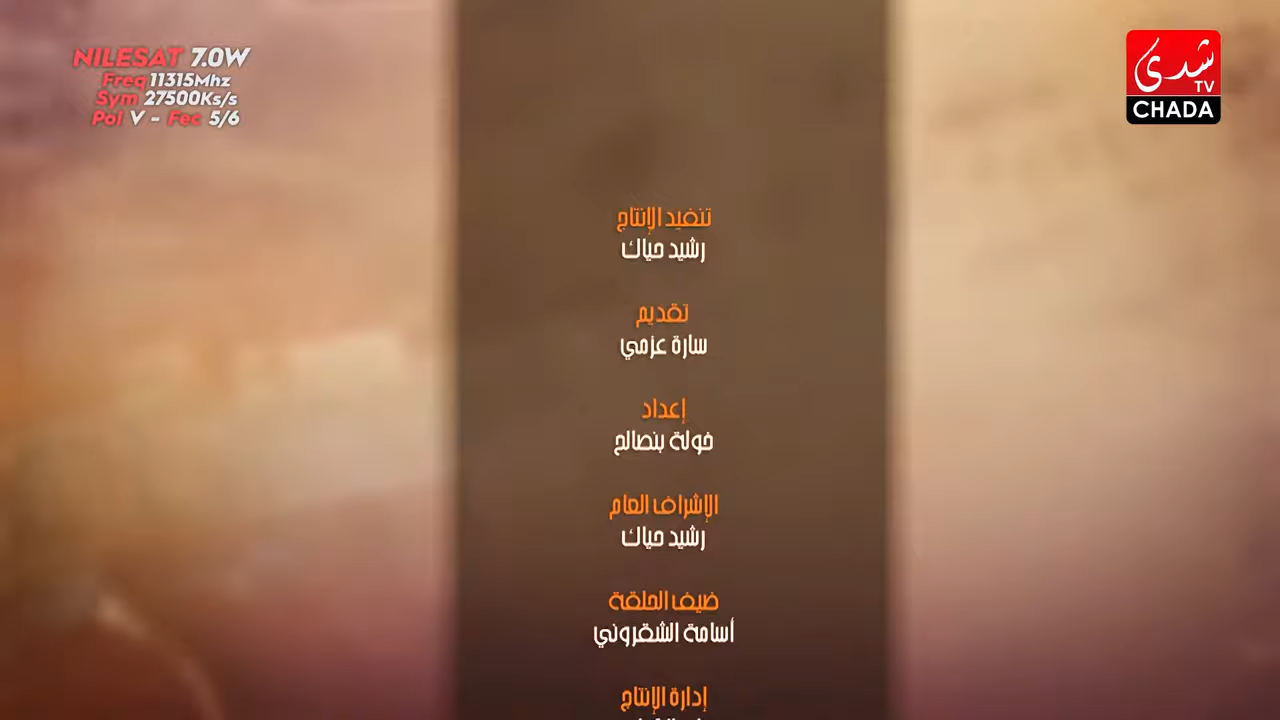 NILESAT 7.0W
Freq 11315Mhz
Sym 27500Ks/s
Pol V - Fec 5/6
شدى
TV
CHADA
تنفيد الإنتاج
رشيد حياك
تقديم
سارة عزمي
إعداد
خولة بنصالح
الإشراف العام
رشيد حياك
ضيف الحلقة
أسامة الشقروني
إدارة الإنتاج